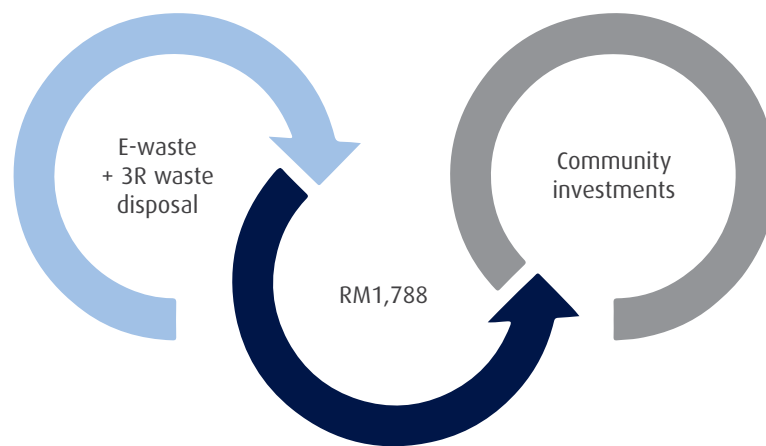 E-waste
+ 3R waste
disposal
RM1,788
Community
investments